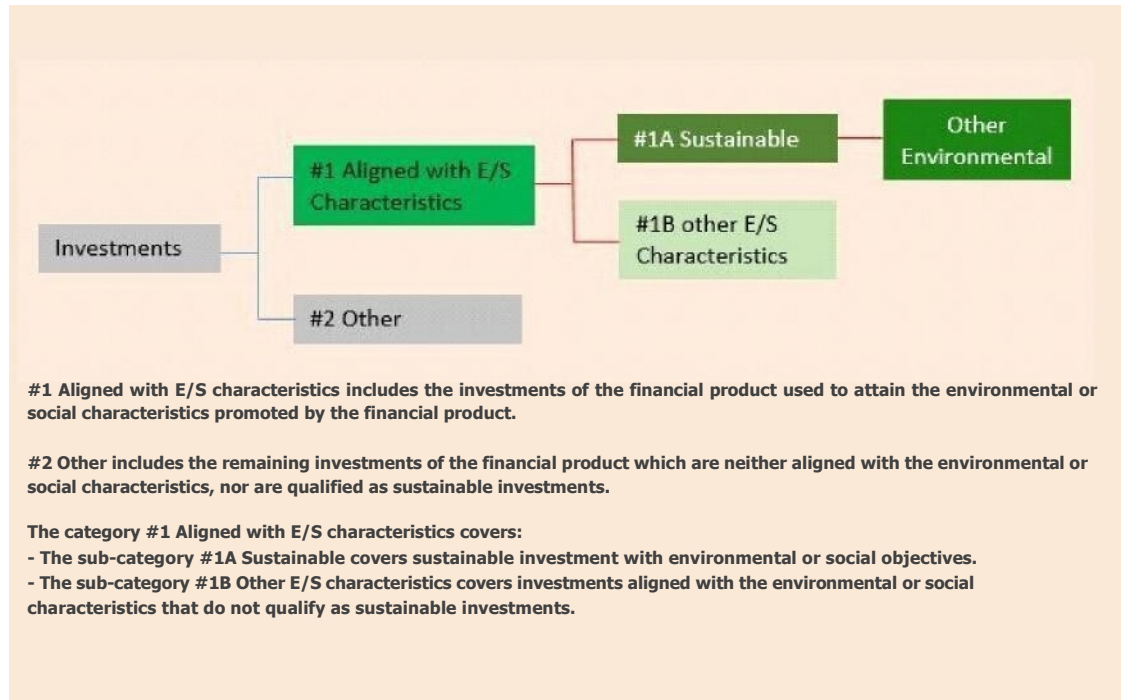 #1A Sustainable
Other
Environmental
#1 Aligned with E/S
Characteristics
#1B other E/S
Characteristics
Investments
#2 Other
#1 Aligned with E/S characteristics includes the investments of the financial product used to attain the environmental or
social characteristics promoted by the financial product.
#2 Other includes the remaining investments of the financial product which are neither aligned with the environmental or
social characteristics, nor are qualified as sustainable investments.
The category #1 Aligned with E/S characteristics covers:
- The sub-category #1A Sustainable covers sustainable investment with environmental or social objectives.
- The sub-category #1B Other E/S characteristics covers investments aligned with the environmental or social
characteristics that do not qualify as sustainable investments.